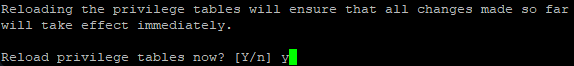 Reloading the privilege tables will ensure that all changes made so far
will take effect immediately.
Reload privilege tables now? [Y/n] y